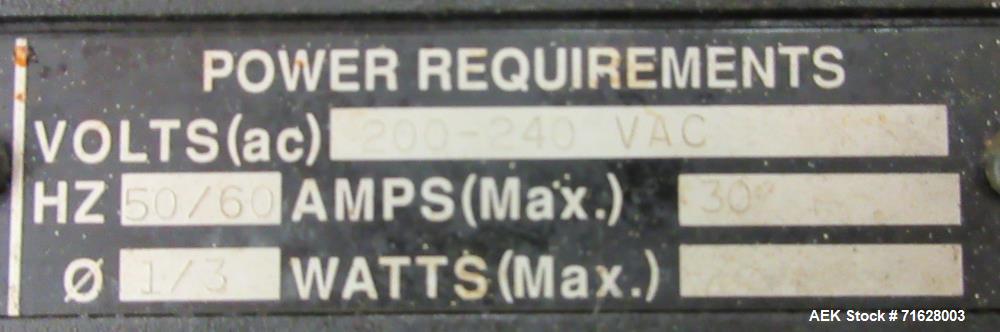 POWER REQUIREMENTS
VOLTS(ac) 200-240 VAC
HZ 50/60 AMPS(Max.) 30
Ø 1/3 WATTS(Max.)
AEK Stock #71628003